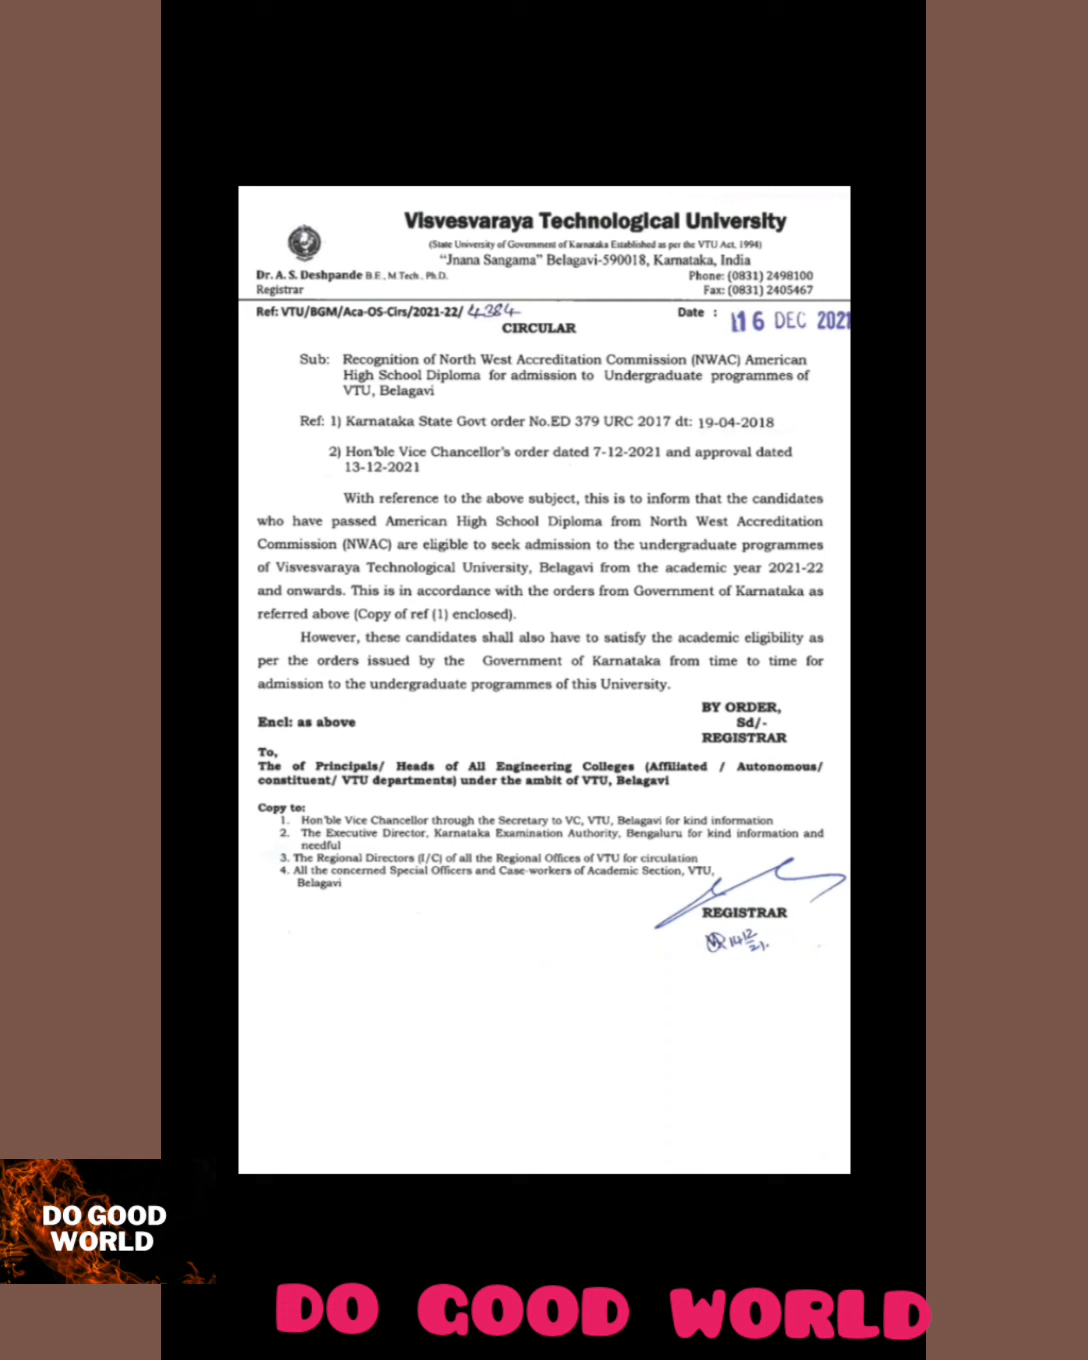 Visvesvaraya Technological University
(State University of Government of Karnataka Established as per the VTU Act, 1994)
"Jnana Sangama" Belagavi-590018, Karnataka, India
Dr. A. S. Deshpande B.E., M.Tech., Ph.D.
Registrar
Phone: (0831) 2498100
Fax: (0831) 2405467
Ref: VTU/BGM/Aca-OS-Cirs/2021-22/ 4384
Date : 16 DEC 2021
CIRCULAR
Sub: Recognition of North West Accreditation Commission (NWAC) American
High School Diploma for admission to Undergraduate programmes of
VTU, Belagavi
Ref: 1) Karnataka State Govt order No.ED 379 URC 2017 dt: 19-04-2018
2) Hon'ble Vice Chancellor's order dated 7-12-2021 and approval dated
13-12-2021
With reference to the above subject, this is to inform that the candidates
who have passed American High School Diploma from North West Accreditation
Commission (NWAC) are eligible to seek admission to the undergraduate programmes
of Visvesvaraya Technological University, Belagavi from the academic year 2021-22
and onwards. This is in accordance with the orders from Government of Karnataka as
referred above (Copy of ref (1) enclosed).
However, these candidates shall also have to satisfy the academic eligibility as
per the orders issued by the Government of Karnataka from time to time for
admission to the undergraduate programmes of this University.
BY ORDER,
Sd/-
REGISTRAR
Encl: as above
To,
The of Principals/ Heads of All Engineering Colleges (Affiliated / Autonomous/
constituent/ VTU departments) under the ambit of VTU, Belagavi
Copy to:
1. Hon'ble Vice Chancellor through the Secretary to VC, VTU, Belagavi for kind information
2. The Executive Director, Karnataka Examination Authority, Bengaluru for kind information and
needful
3. The Regional Directors (I/C) of all the Regional Offices of VTU for circulation
4. All the concerned Special Officers and Case-workers of Academic Section, VTU,
Belagavi
REGISTRAR
14/12/21.
DO GOOD
WORLD
DO GOOD WORLD